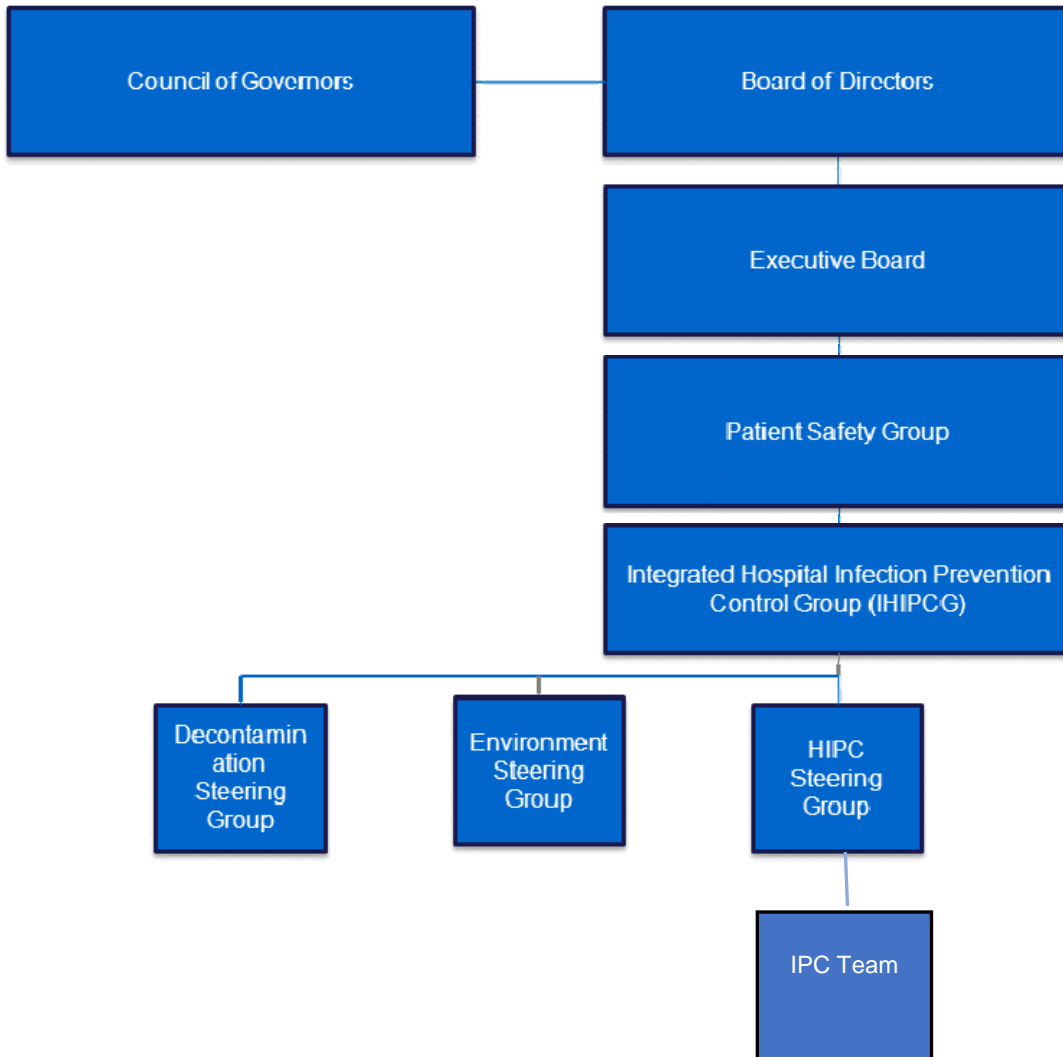 Council of Governors
Board of Directors
Executive Board
Patient Safety Group
Integrated Hospital Infection Prevention
Control Group (IHIPCG)
Decontamin
ation
Steering
Group
Environment
Steering
Group
HIPC
Steering
Group
IPC Team